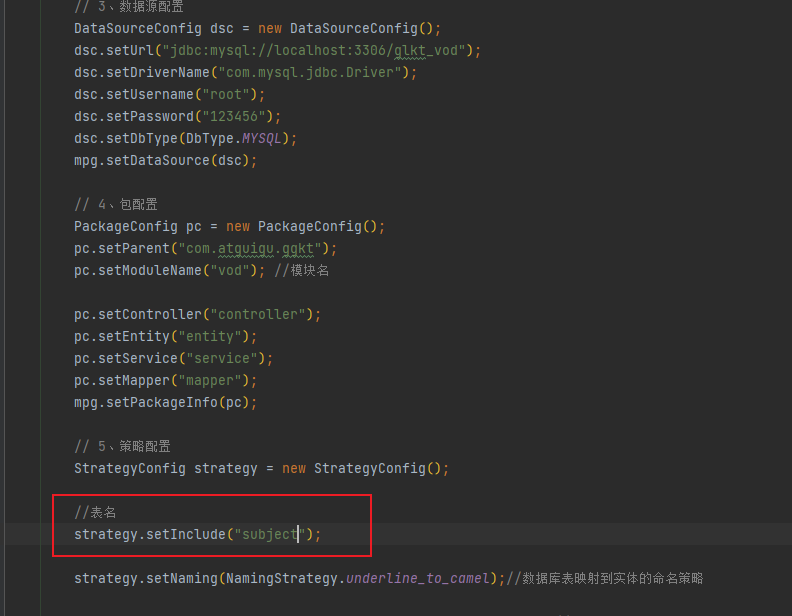 // 3、数据源配置
DataSourceConfig dsc = new DataSourceConfig();
dsc.setUrl("jdbc:mysql://localhost:3306/glkt_vod");
dsc.setDriverName("com.mysql.jdbc.Driver");
dsc.setUsername("root");
dsc.setPassword("123456");
dsc.setDbType(DbType.MYSQL);
mpg.setDataSource(dsc);
// 4、包配置
PackageConfig pc = new PackageConfig();
pc.setParent("com.atguigu.ggkt");
pc.setModuleName("vod"); //模块名
pc.setController("controller");
pc.setEntity("entity");
pc.setService("service");
pc.setMapper("mapper");
mpg.setPackageInfo(pc);
// 5、策略配置
StrategyConfig strategy = new StrategyConfig();
//表名
strategy.setInclude("subject");
strategy.setNaming(NamingStrategy.underline_to_camel);//数据库表映射到实体的命名策略